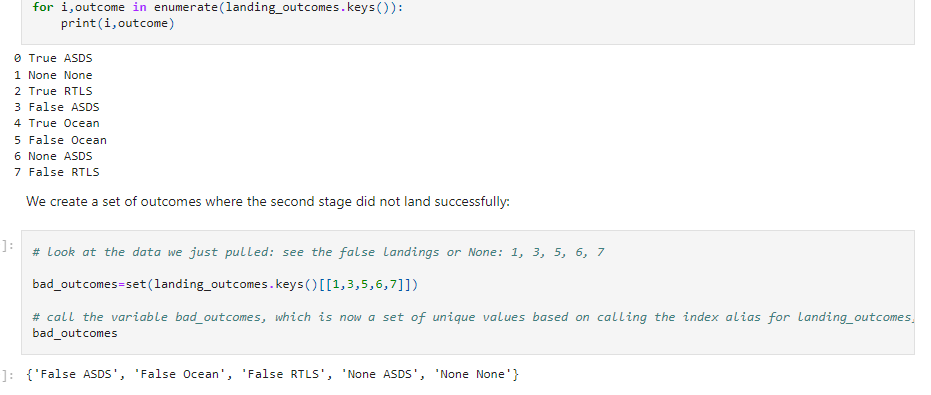 for i,outcome in enumerate(landing_outcomes.keys()):
    print(i,outcome)
0 True ASDS
1 None None
2 True RTLS
3 False ASDS
4 True Ocean
5 False Ocean
6 None ASDS
7 False RTLS
We create a set of outcomes where the second stage did not land successfully:
]:
# look at the data we just pulled: see the false landings or None: 1, 3, 5, 6, 7
bad_outcomes=set(landing_outcomes.keys()[[1,3,5,6,7]])
# call the variable bad_outcomes, which is now a set of unique values based on calling the index alias for landing_outcomes
bad_outcomes
]: {'False ASDS', 'False Ocean', 'False RTLS', 'None ASDS', 'None None'}